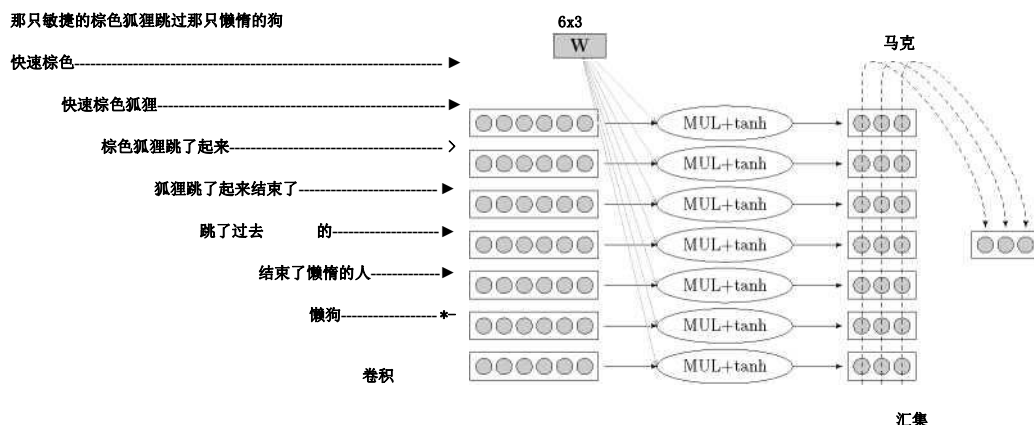 那只敏捷的棕色狐狸跳过那只懒惰的狗
6x3
W
马克
快速棕色
快速棕色狐狸
棕色狐狸跳了起来
狐狸跳了起来结束了
跳了过去 的
结束了懒惰的人
懒狗
MUL+tanh
MUL+tanh
MUL+tanh
MUL+tanh
MUL+tanh
MUL+tanh
MUL+tanh
卷积
汇集